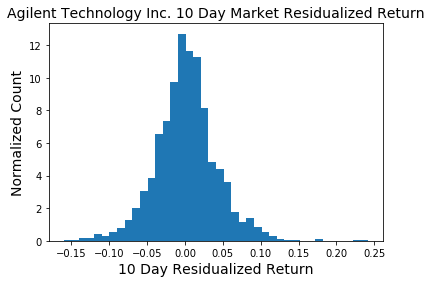 Agilent Technology Inc. 10 Day Market Residualized Return
Normalized Count
12
10
8
6
4
2
0
−0.15 −0.10 −0.05 0.00 0.05 0.10 0.15 0.20 0.25
10 Day Residualized Return